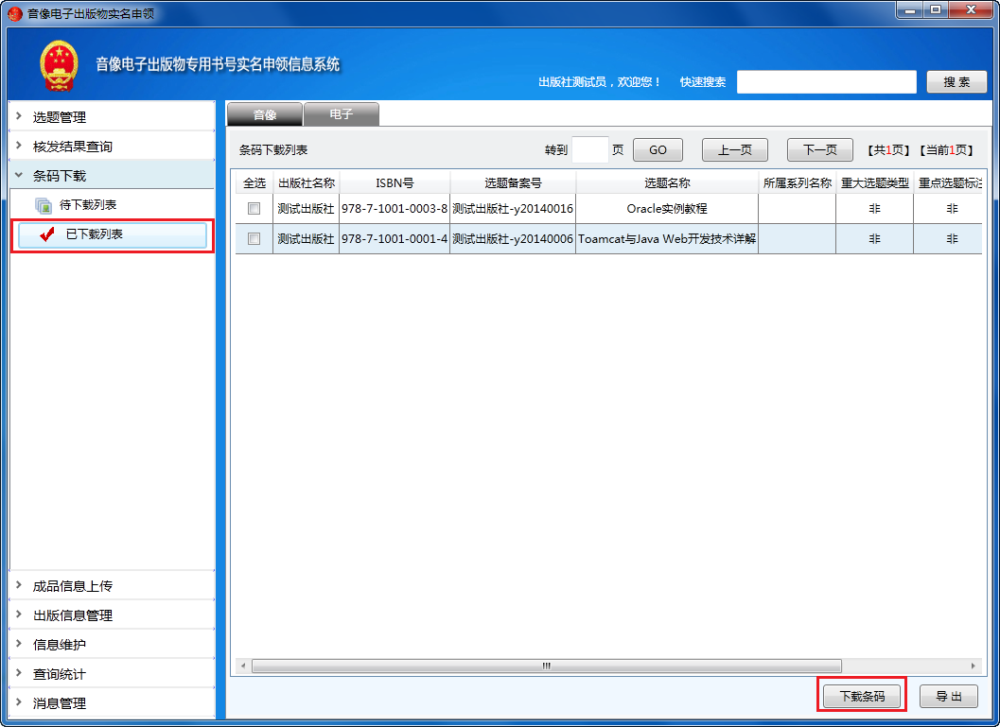 音像电子出版物实名申领
音像电子出版物专用书号实名申领信息系统
出版社测试员，欢迎您！ 快速搜索 搜 索
选题管理
核发结果查询
条码下载
待下载列表
已下载列表
成品信息上传
出版信息管理
信息维护
查询统计
消息管理
音像 电子
条码下载列表 转到 页 GO 上一页 下一页 【共1页】【当前1页】
全选 出版社名称 ISBN号 选题备案号 选题名称 所属系列名称 重大选题类型 重点选题标注
测试出版社 978-7-1001-0003-8 测试出版社-y20140016 Oracle实例教程 非 非
测试出版社 978-7-1001-0001-4 测试出版社-y20140006 Toamcat与Java Web开发技术详解 非 非
下载条码 导 出